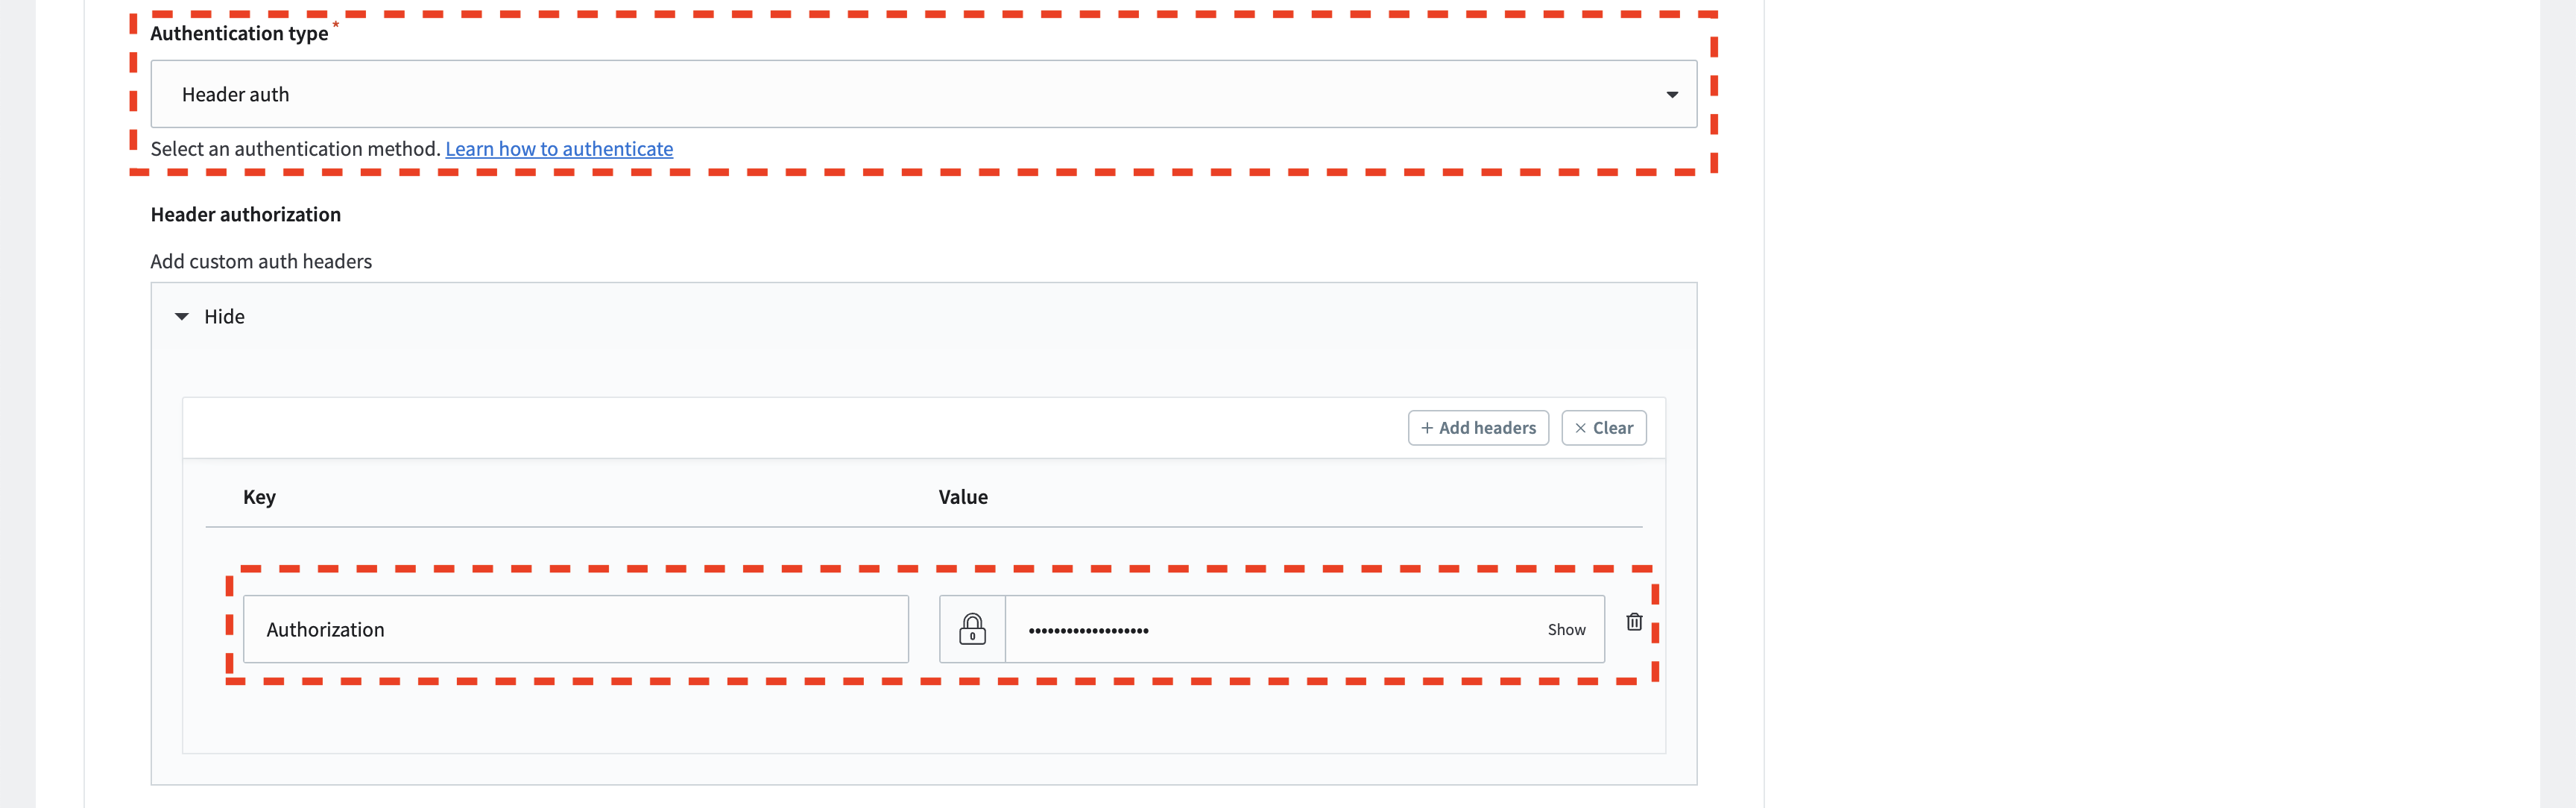 Authentication type *
Header auth
Select an authentication method. Learn how to authenticate
Header authorization
Add custom auth headers
Hide
+ Add headers × Clear
Key Value
Authorization ••••••••••••••••••• Show